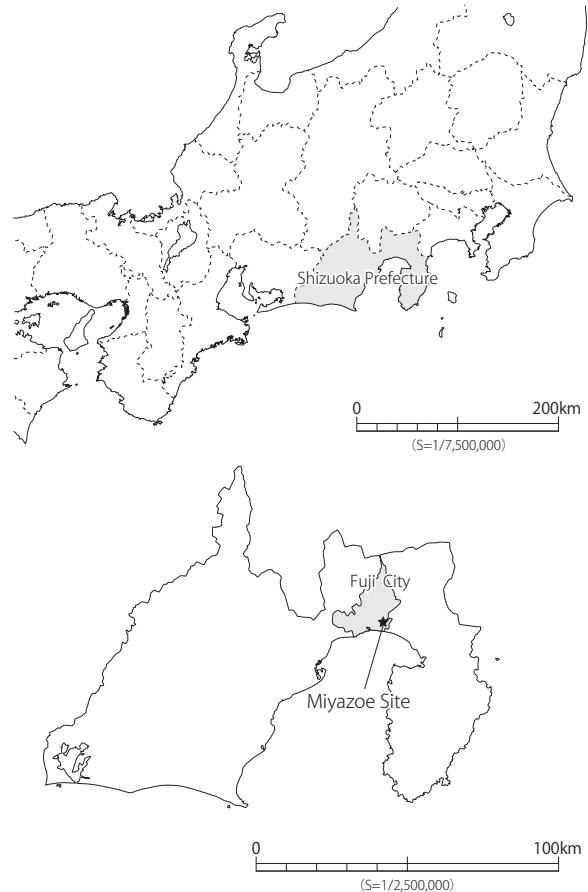 Shizuoka Prefecture
0 200km
(S=1/7,500,000)
Fuji City
Miyazoe Site
0 100km
(S=1/2,500,000)